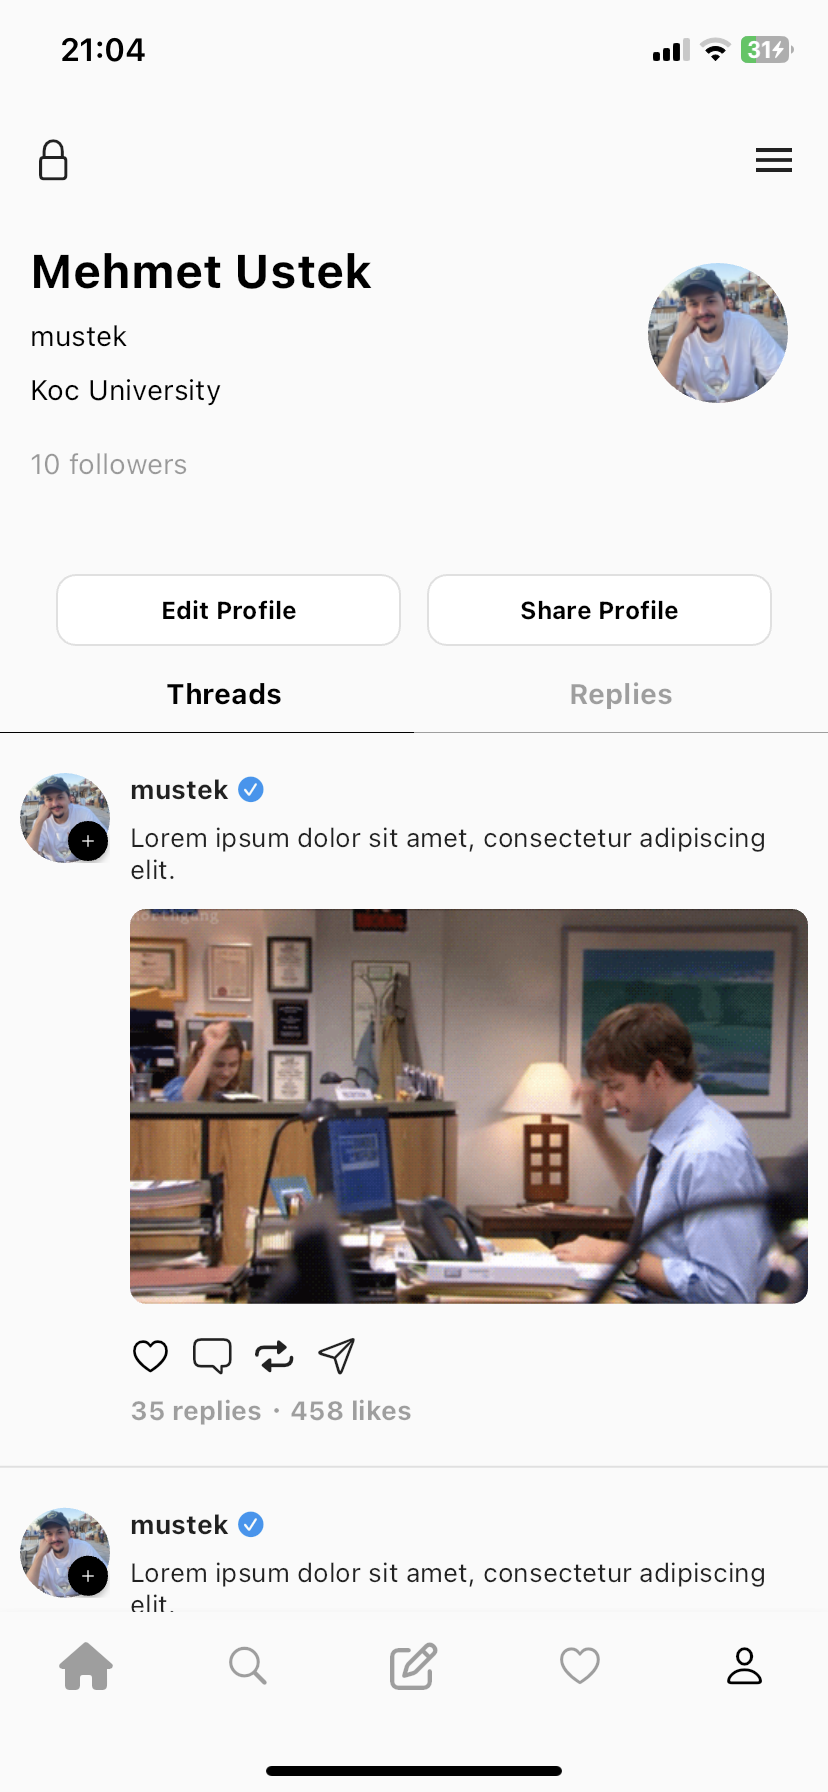 21:04
31
Mehmet Ustek
mustek
Koc University
10 followers
Edit Profile
Share Profile
Threads
Replies
mustek
Lorem ipsum dolor sit amet, consectetur adipiscing
elit.
35 replies · 458 likes
mustek
Lorem ipsum dolor sit amet, consectetur adipiscing
elit.